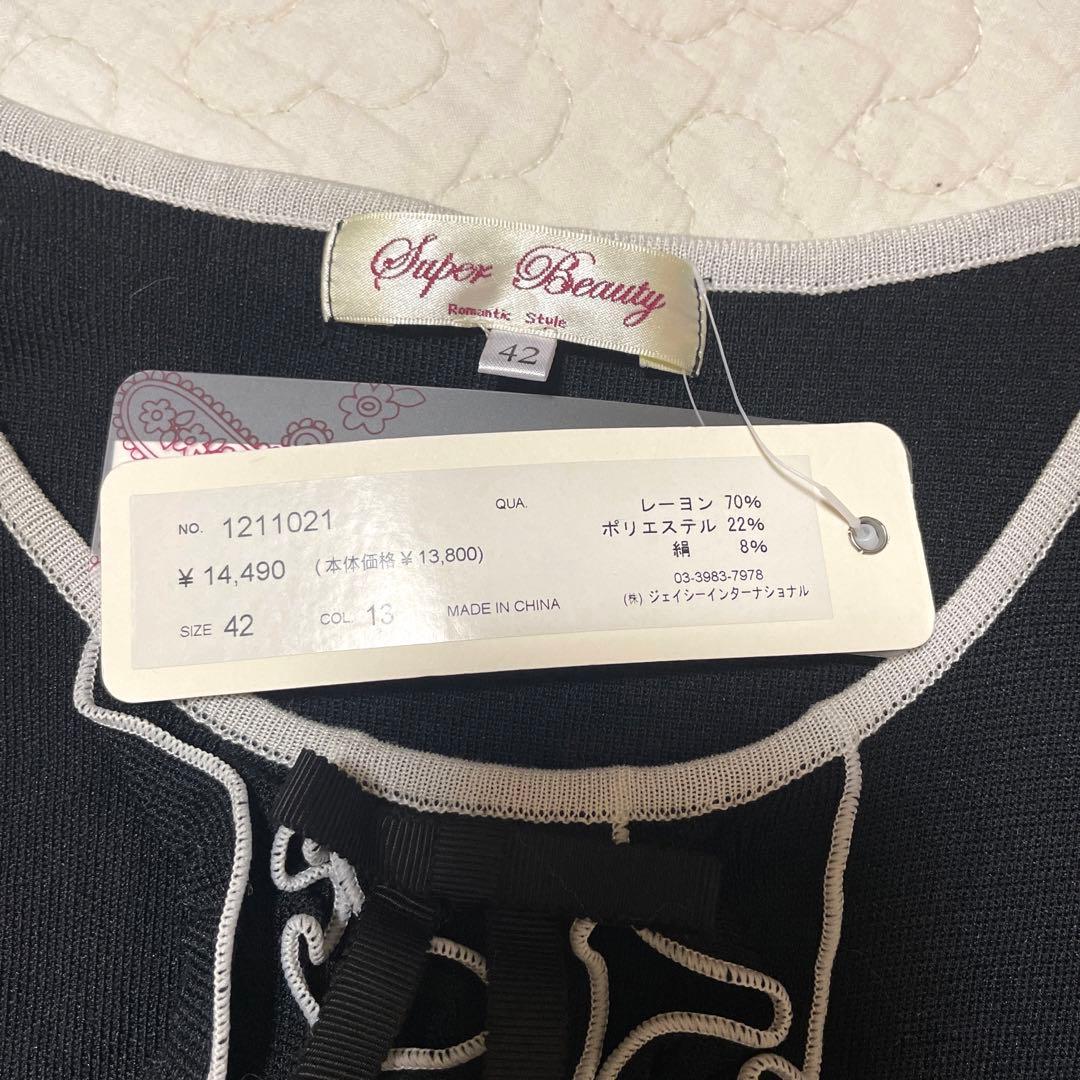 Super Beauty
Romantic Style
42
NO. 1211021
QUA.
レーヨン 70%
ポリエステル 22%
絹 8%
¥ 14,490 (本体価格 ¥ 13,800)
03-3983-7978
(株) ジェイシーインターナショナル
SIZE 42 COL. 13 MADE IN CHINA